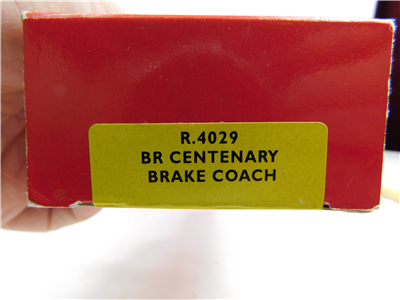 R.4029
BR CENTENARY
BRAKE COACH